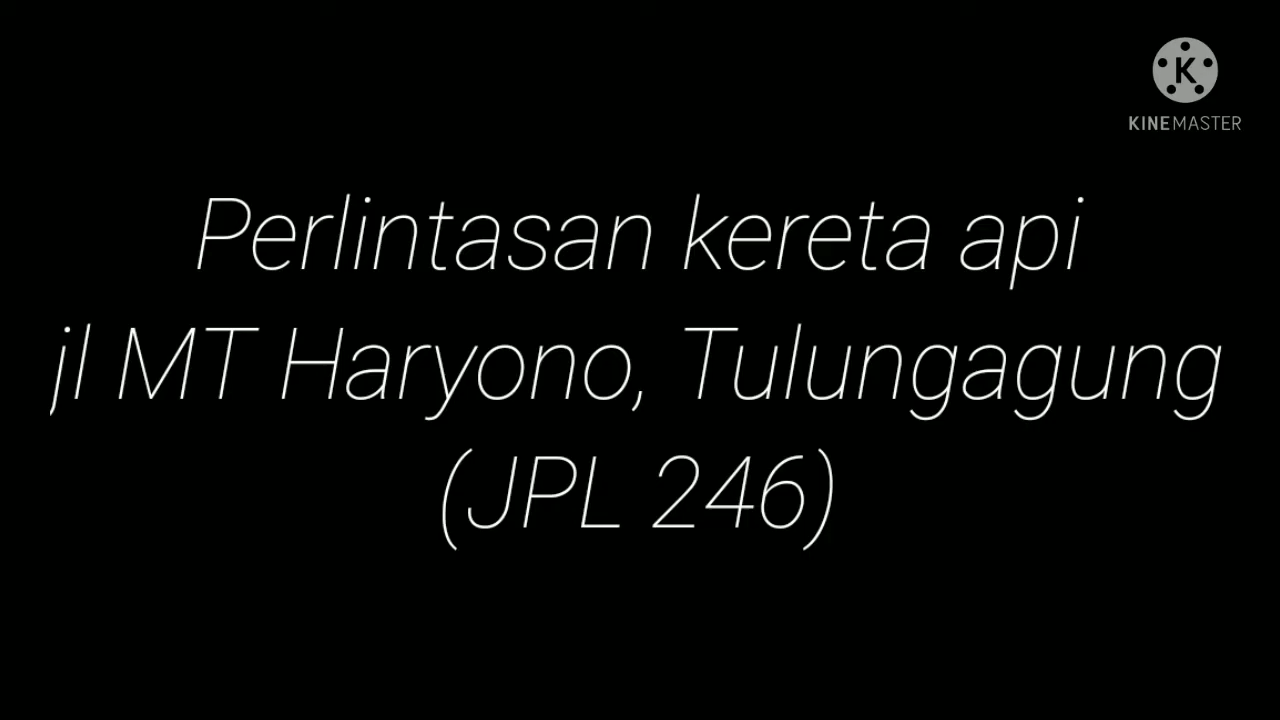 KINEMASTER
Perlintasan kereta api
jl MT Haryono, Tulungagung
(JPL 246)